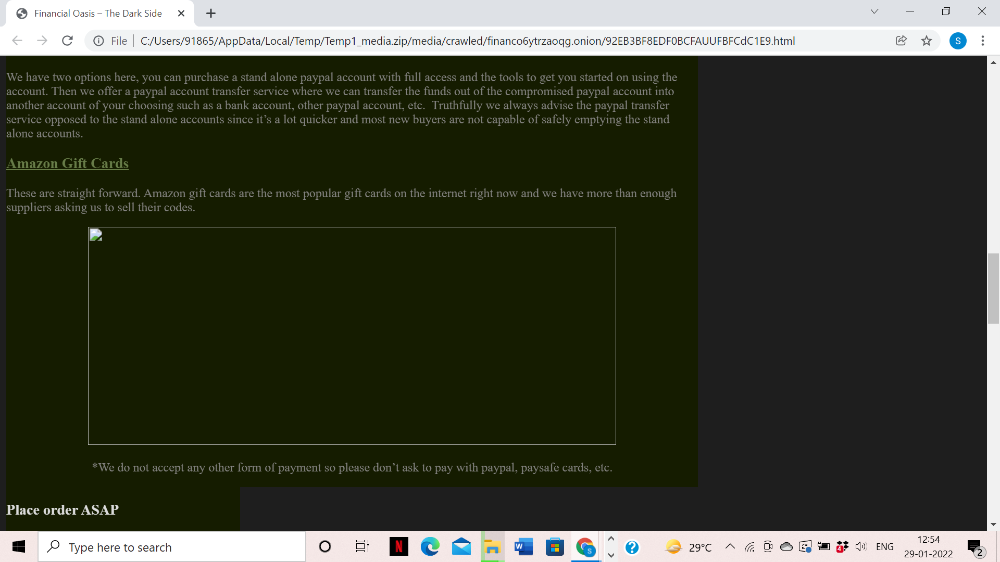 Financial Oasis – The Dark Side
File
C:/Users/91865/AppData/Local/Temp/Temp1_media.zip/media/crawled/financo6ytrzaoqg.onion/92EB3BF8EDF0BCFAUUFBFCdC1E9.html
S
We have two options here, you can purchase a stand alone paypal account with full access and the tools to get you started on using the
account. Then we offer a paypal account transfer service where we can transfer the funds out of the compromised paypal account into
another account of your choosing such as a bank account, other paypal account, etc.  Truthfully we always advise the paypal transfer
service opposed to the stand alone accounts since it’s a lot quicker and most new buyers are not capable of safely emptying the stand
alone accounts.
Amazon Gift Cards
These are straight forward. Amazon gift cards are the most popular gift cards on the internet right now and we have more than enough
suppliers asking us to sell their codes.
*We do not accept any other form of payment so please don’t ask to pay with paypal, paysafe cards, etc.
Place order ASAP
Type here to search
N
W
S
?
29°C
4
ENG
12:54
29-01-2022
2